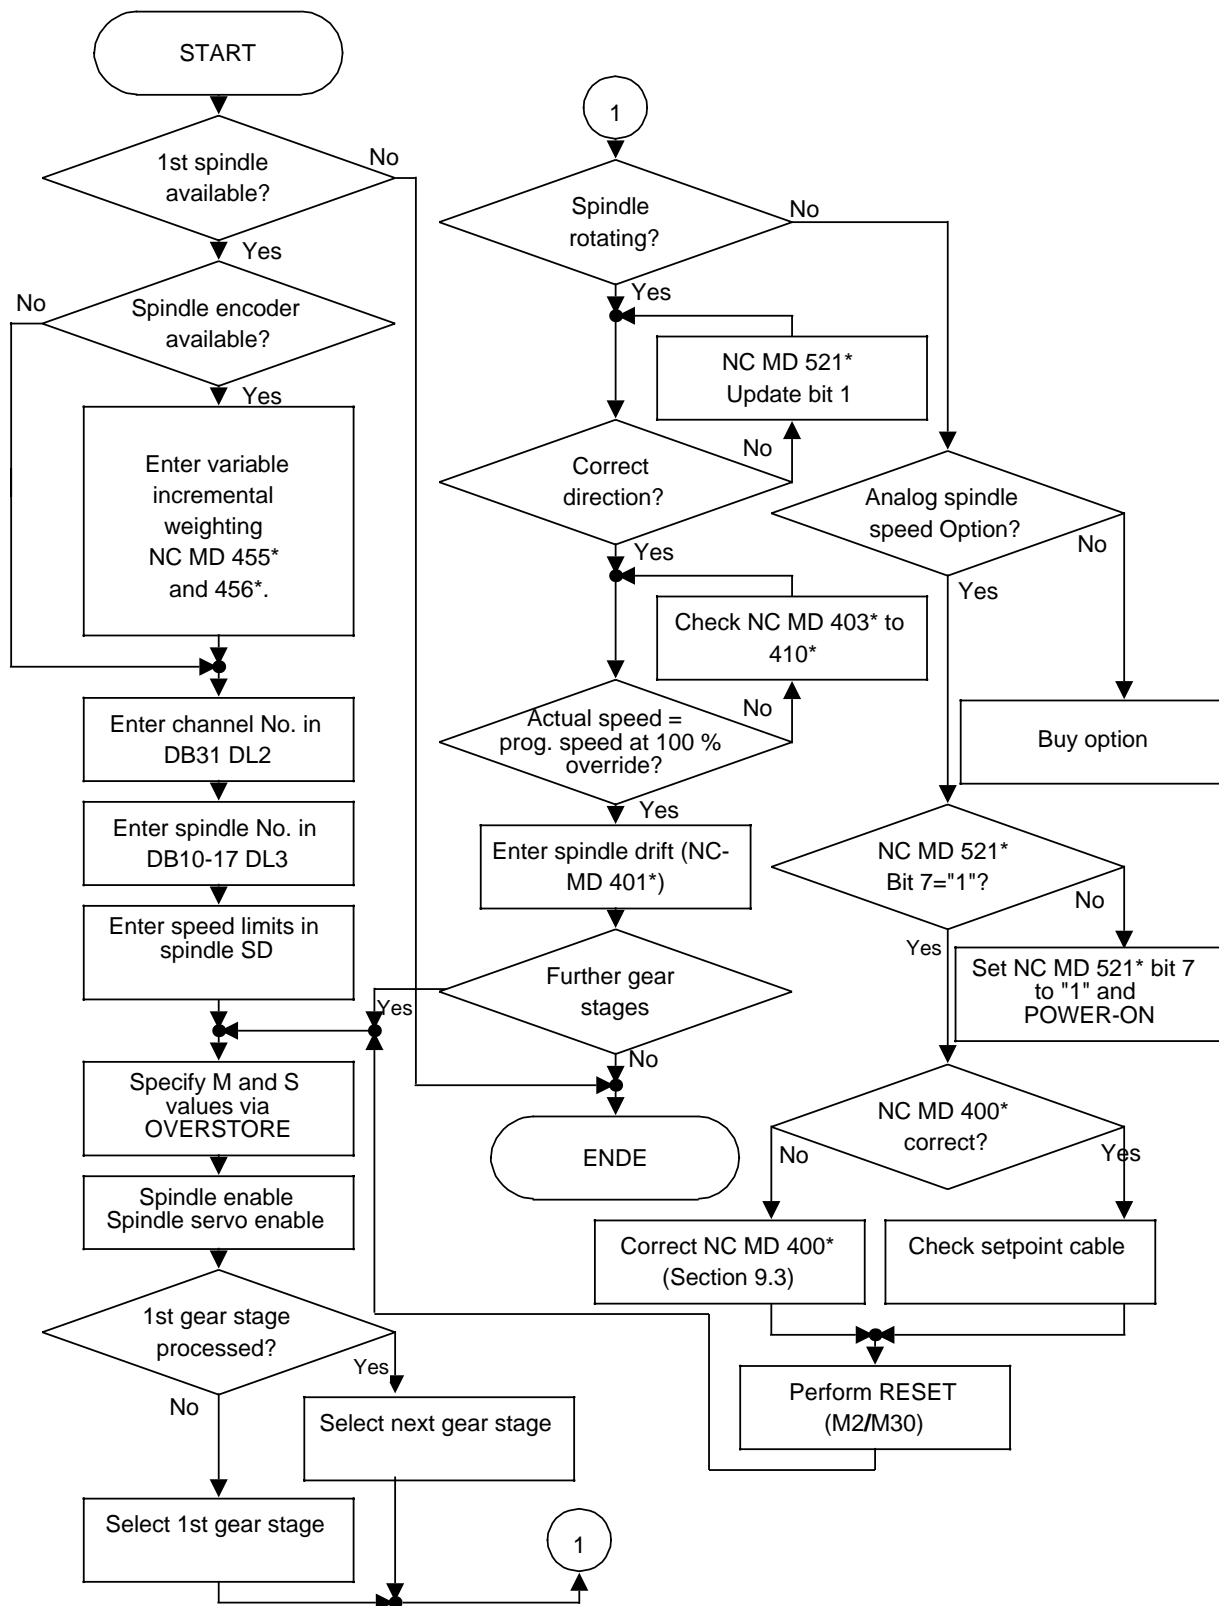 START
1st spindle
available?
No
Yes
Spindle encoder
available?
No
Yes
Enter variable
incremental
weighting
NC MD 455*
and 456*.
Enter channel No. in
DB31 DL2
Enter spindle No. in
DB10-17 DL3
Enter speed limits in
spindle SD
Specify M and S
values via
OVERSTORE
Spindle enable
Spindle servo enable
1st gear stage
processed?
Yes
No
Select next gear stage
Select 1st gear stage
1
1
Spindle
rotating?
No
Yes
NC MD 521*
Update bit 1
Correct
direction?
No
Yes
Check NC MD 403* to
410*
Actual speed =
prog. speed at 100 %
override?
No
Yes
Enter spindle drift (NC-
MD 401*)
Further gear
stages
Yes
No
ENDE
Analog spindle
speed Option?
No
Yes
Buy option
NC MD 521*
Bit 7="1"?
No
Yes
Set NC MD 521* bit 7
to "1" and
POWER-ON
NC MD 400*
correct?
No
Yes
Correct NC MD 400*
(Section 9.3)
Check setpoint cable
Perform RESET
(M2/M30)